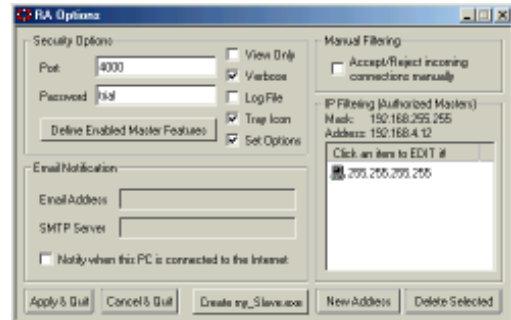 RA Options
Security Options
Port 4000
Password trial
Define Enabled Master Features
View Only
Verbose
Log File
Tray Icon
Set Options
Manual Filtering
Accept/Reject incoming
connections manually
IP Filtering (Authorized Masters)
Mask: 192.168.255.255
Address: 192.168.4.12
Click an item to EDIT it
255.255.255.255
Email Notification
Email Address
SMTP Server
Notify when this PC is connected to the Internet
Apply & Quit
Cancel & Quit
Create my_Slave.exe
New Address
Delete Selected